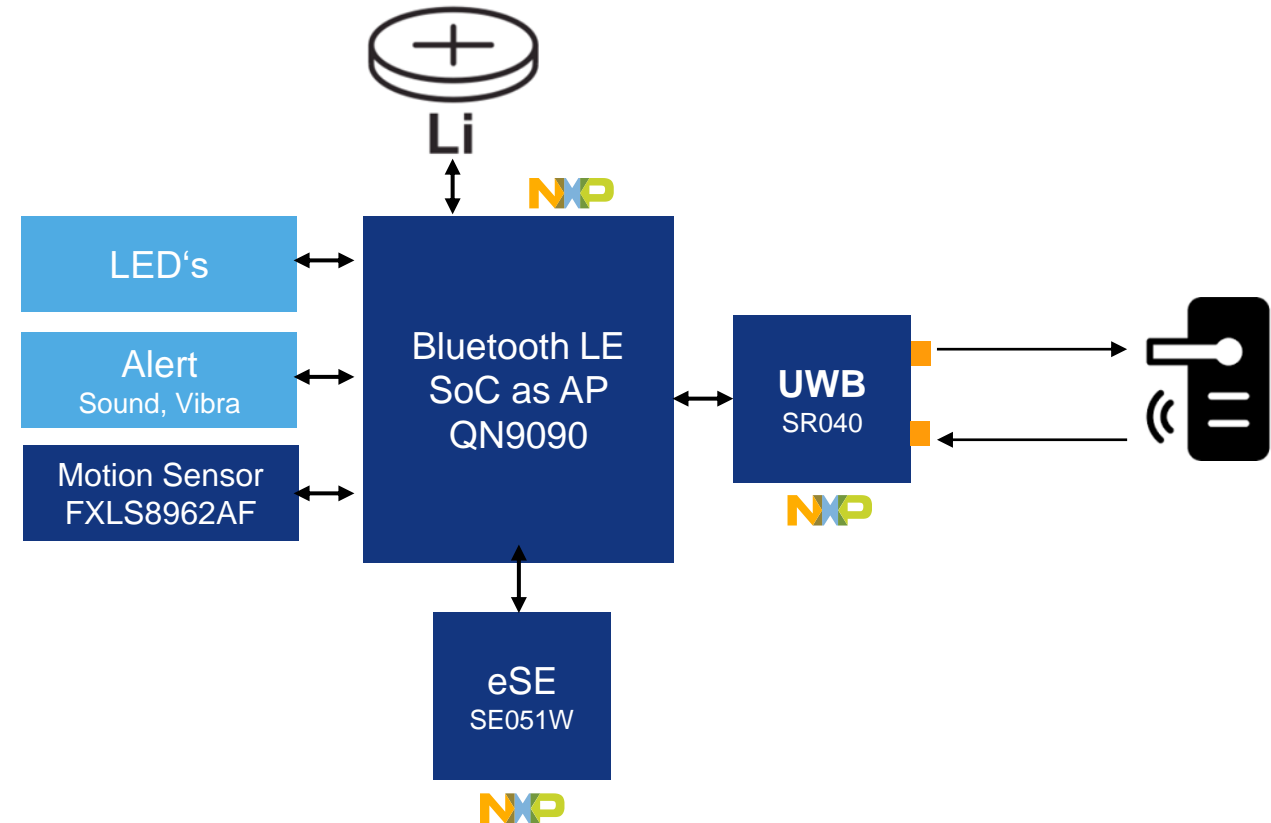 Li
NXP
LED‘s
Alert
Sound, Vibra
Motion Sensor
FXLS8962AF
Bluetooth LE
SoC as AP
QN9090
UWB
SR040
NXP
eSE
SE051W
NXP